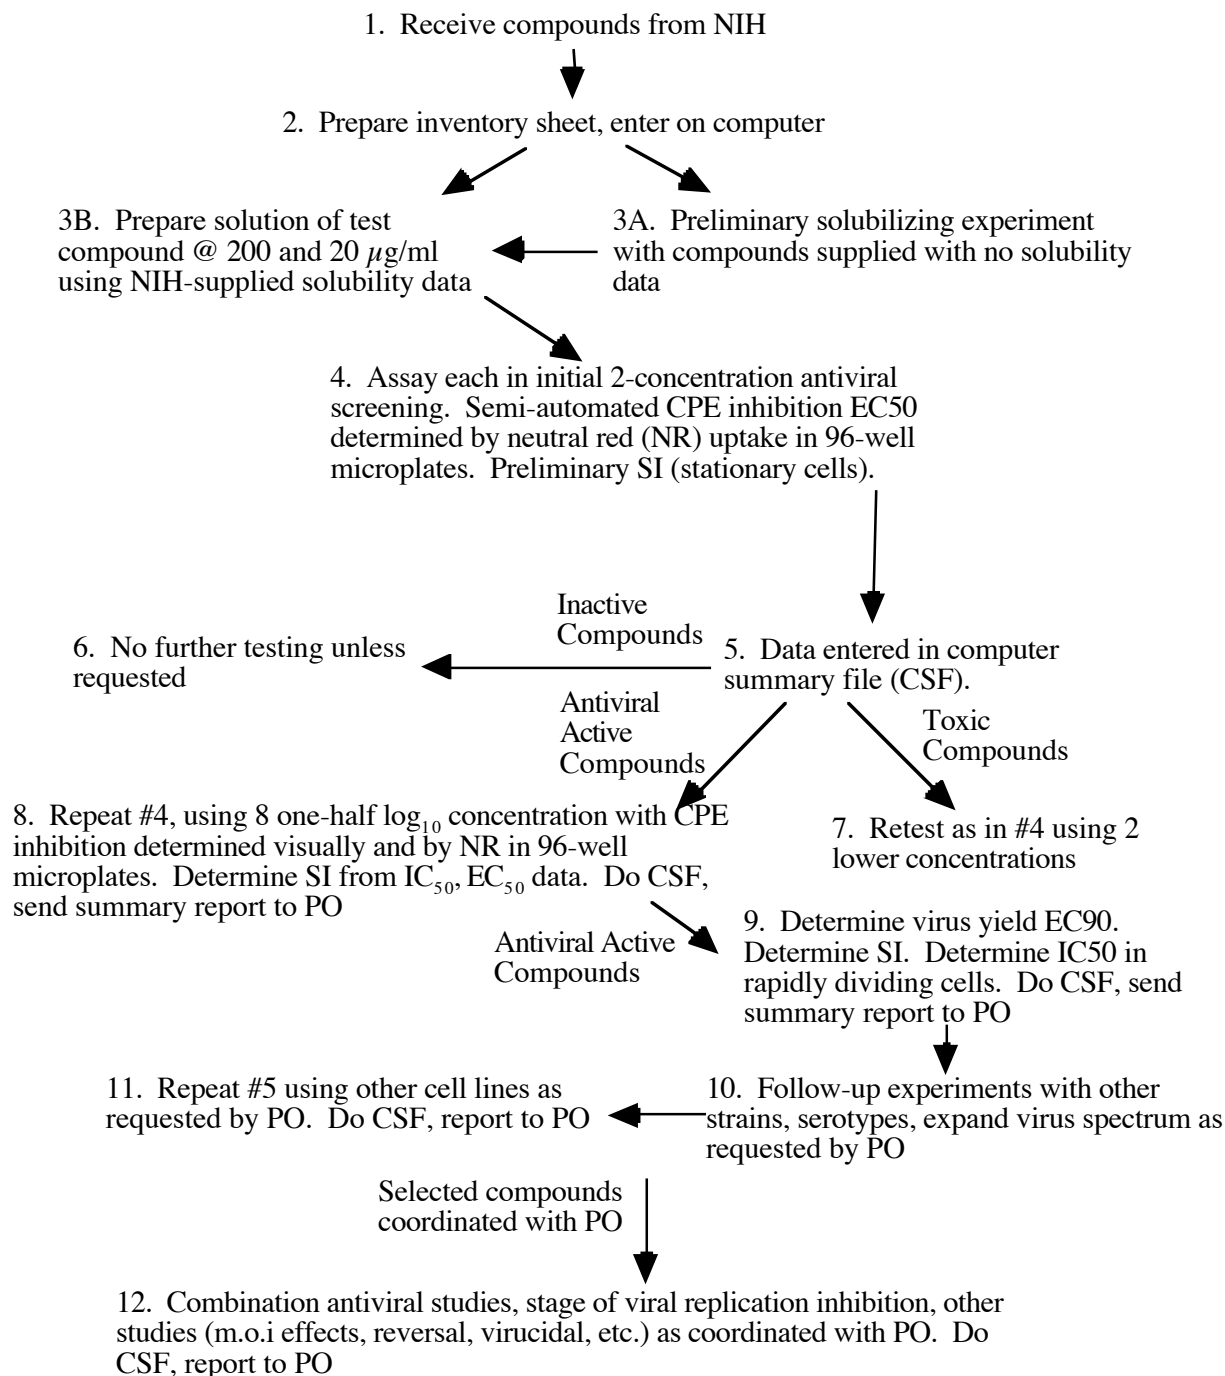 1.  Receive compounds from NIH
2.  Prepare inventory sheet, enter on computer
3B.  Prepare solution of test
compound @ 200 and 20 µg/ml
using NIH-supplied solubility data
3A.  Preliminary solubilizing experiment
with compounds supplied with no solubility
data
4.  Assay each in initial 2-concentration antiviral
screening.  Semi-automated CPE inhibition EC50
determined by neutral red (NR) uptake in 96-well
microplates.  Preliminary SI (stationary cells).
Inactive
Compounds
6.  No further testing unless
requested
5.  Data entered in computer
summary file (CSF).
Antiviral
Active
Compounds
Toxic
Compounds
8.  Repeat #4, using 8 one-half log₁₀ concentration with CPE
inhibition determined visually and by NR in 96-well
microplates.  Determine SI from IC₅₀, EC₅₀ data.  Do CSF,
send summary report to PO
7.  Retest as in #4 using 2
lower concentrations
Antiviral Active
Compounds
9.  Determine virus yield EC90.
Determine SI.  Determine IC50 in
rapidly dividing cells.  Do CSF, send
summary report to PO
11.  Repeat #5 using other cell lines as
requested by PO.  Do CSF, report to PO
10.  Follow-up experiments with other
strains, serotypes, expand virus spectrum as
requested by PO
Selected compounds
coordinated with PO
12.  Combination antiviral studies, stage of viral replication inhibition, other
studies (m.o.i effects, reversal, virucidal, etc.) as coordinated with PO.  Do
CSF, report to PO